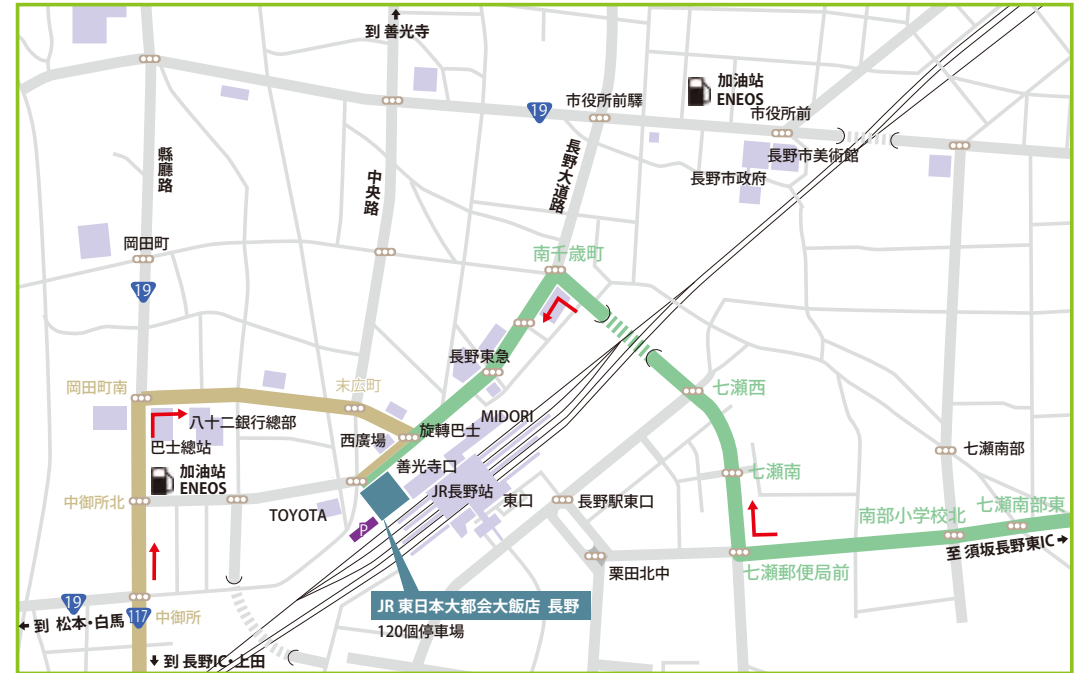 到 善光寺
加油站
ENEOS
市役所前驛
市役所前
19
長野市美術館
長野市政府
縣廳路
中央路
長野大道路
岡田町
南千歳町
19
長野東急
岡田町南
末広町
七瀬西
MIDORI
八十二銀行總部
旋轉巴士
西廣場
巴士總站
七瀬南部
善光寺口
加油站
ENEOS
七瀬南
JR長野站
東口
長野駅東口
中御所北
TOYOTA
P
南部小学校北
七瀬南部東
至 須坂長野東IC
栗田北中
七瀬郵便局前
JR 東日本大都会大飯店 長野
120個停車場
19
117
中御所
到 松本・白馬
到 長野IC・上田